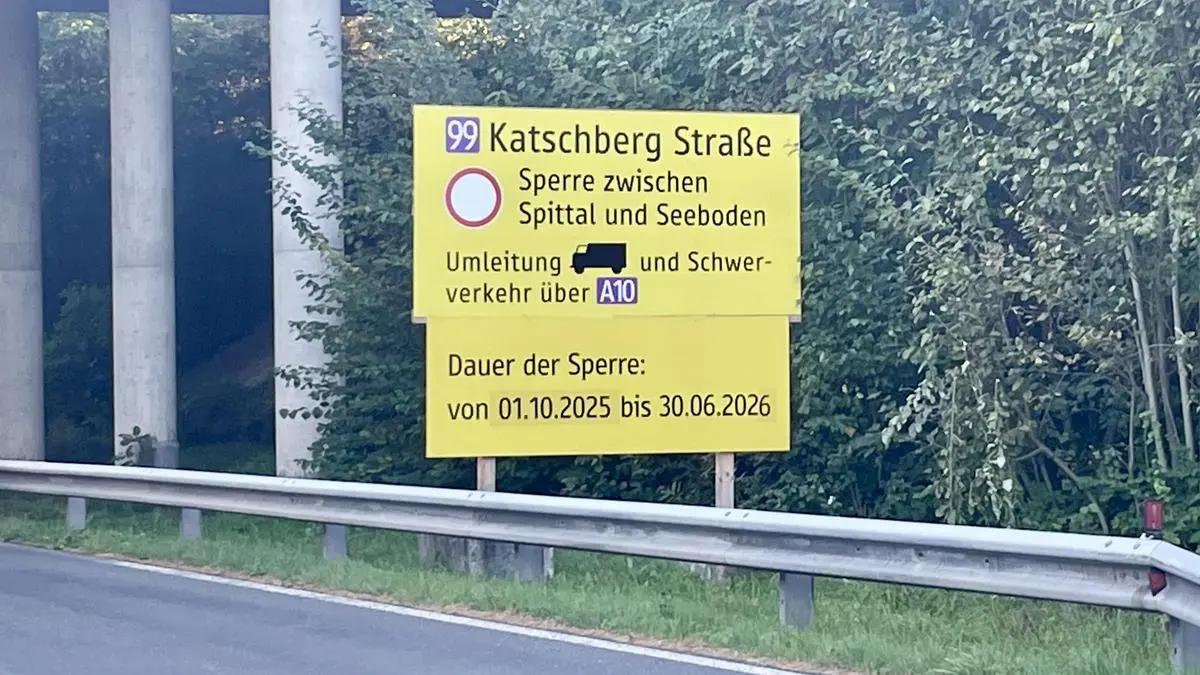 99 Katschberg Straße
Sperre zwischen
Spittal und Seeboden
Umleitung und Schwer-
verkehr über A10
Dauer der Sperre:
von 01.10.2025 bis 30.06.2026